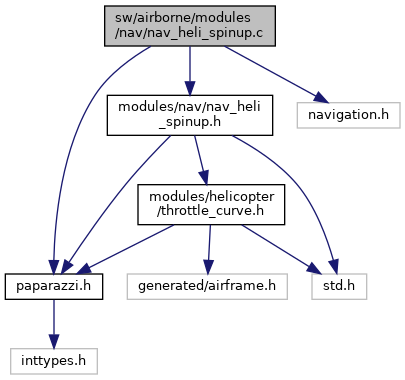 sw/airborne/modules
/nav/nav_heli_spinup.c
modules/nav/nav_heli
_spinup.h
navigation.h
modules/helicopter
/throttle_curve.h
paparazzi.h
generated/airframe.h
std.h
inttypes.h